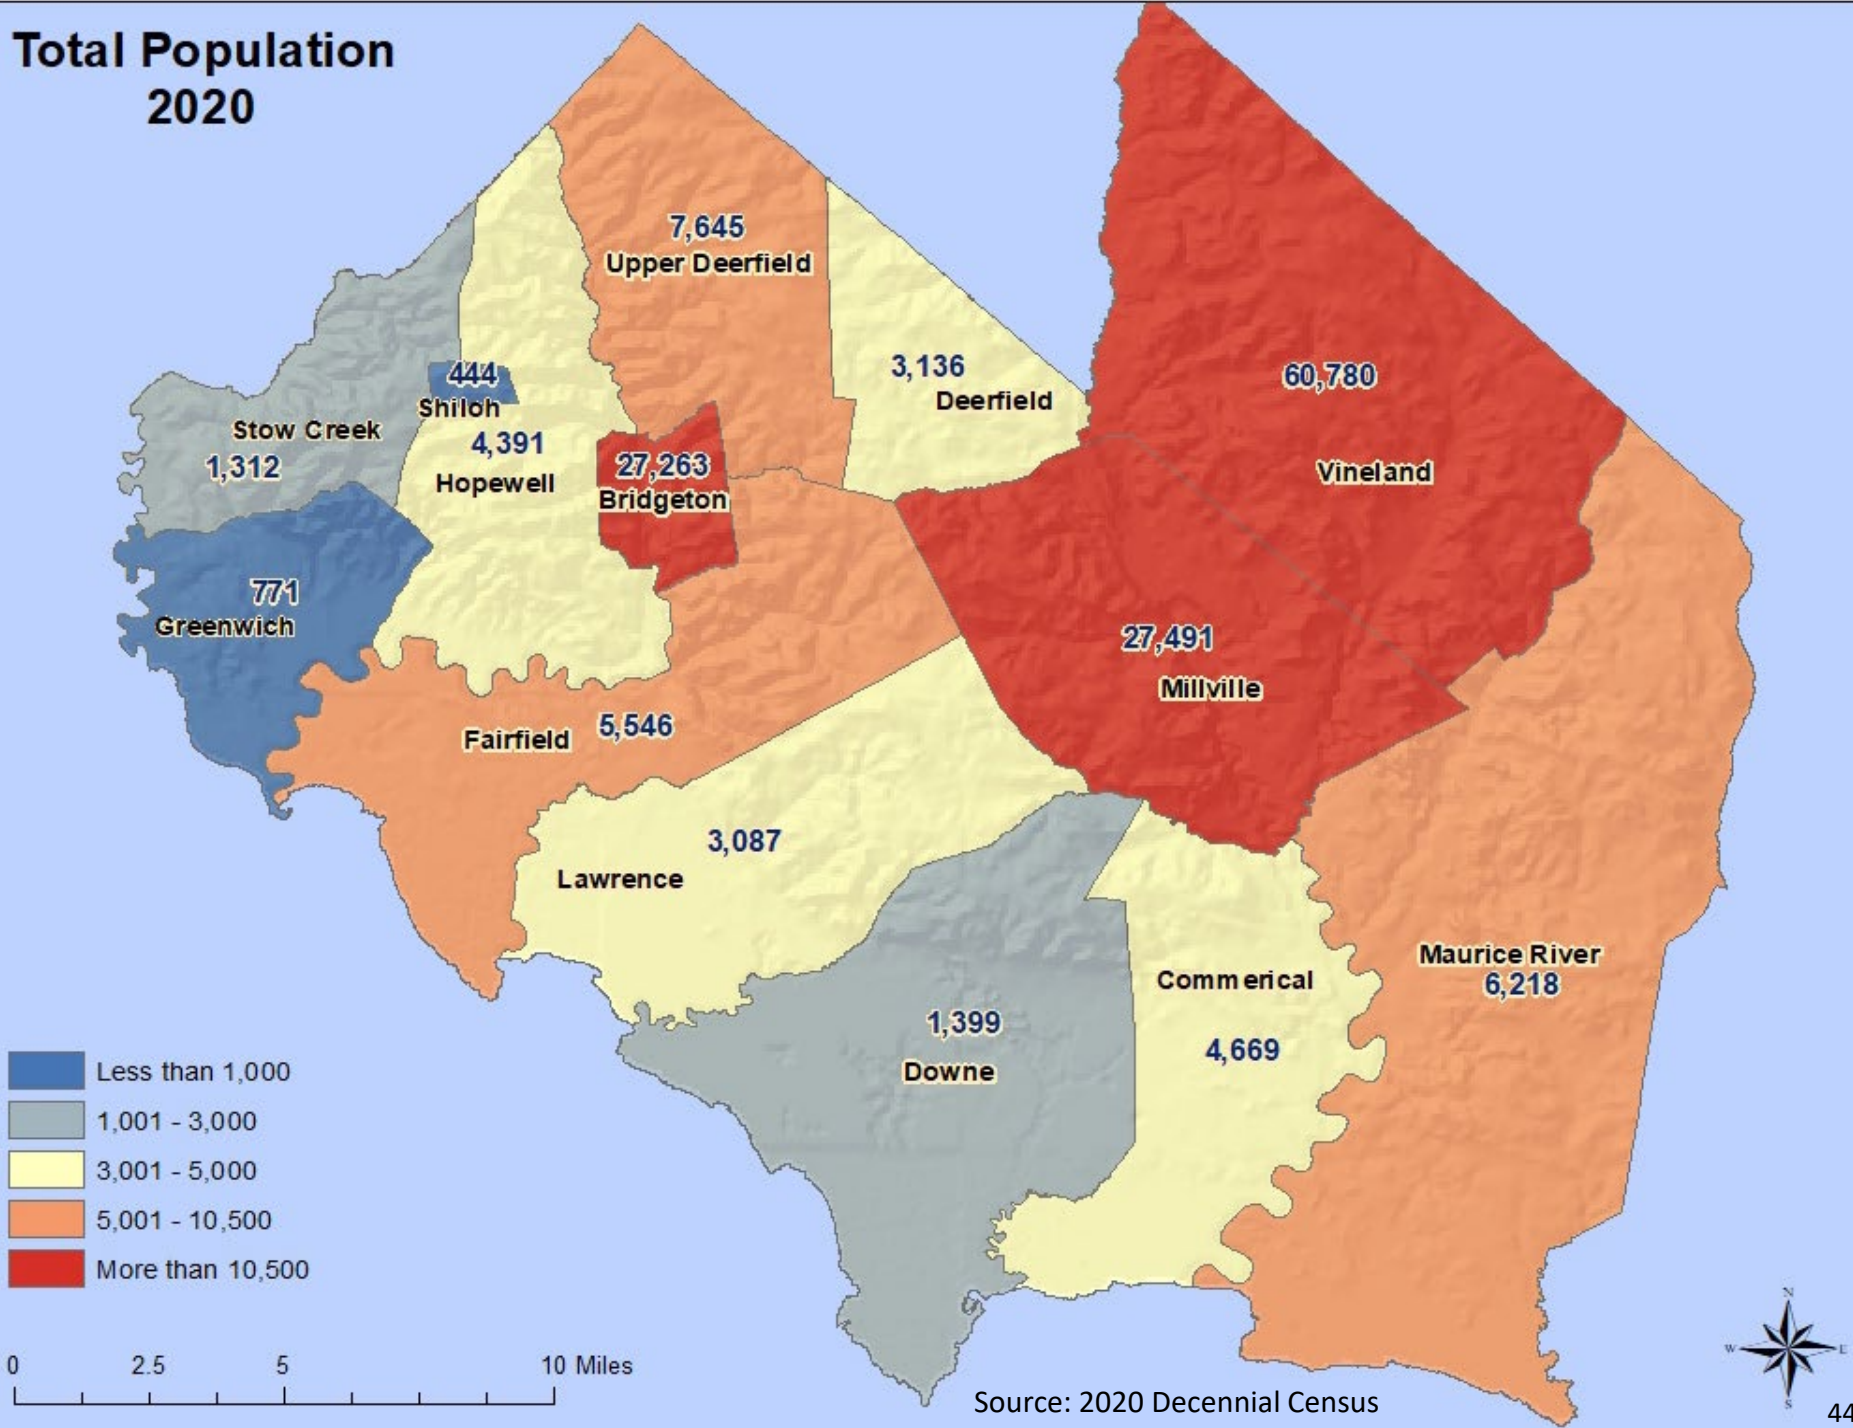 Total Population
2020
7,645
Upper Deerfield
3,136
Deerfield
60,780
Vineland
444
Shiloh
Stow Creek
1,312
4,391
Hopewell
27,263
Bridgeton
771
Greenwich
27,491
Millville
Fairfield 5,546
3,087
Lawrence
Maurice River
6,218
Commerical
4,669
1,399
Downe
Less than 1,000
1,001 - 3,000
3,001 - 5,000
5,001 - 10,500
More than 10,500
0 2.5 5 10 Miles
N
W E
S
Source: 2020 Decennial Census
44